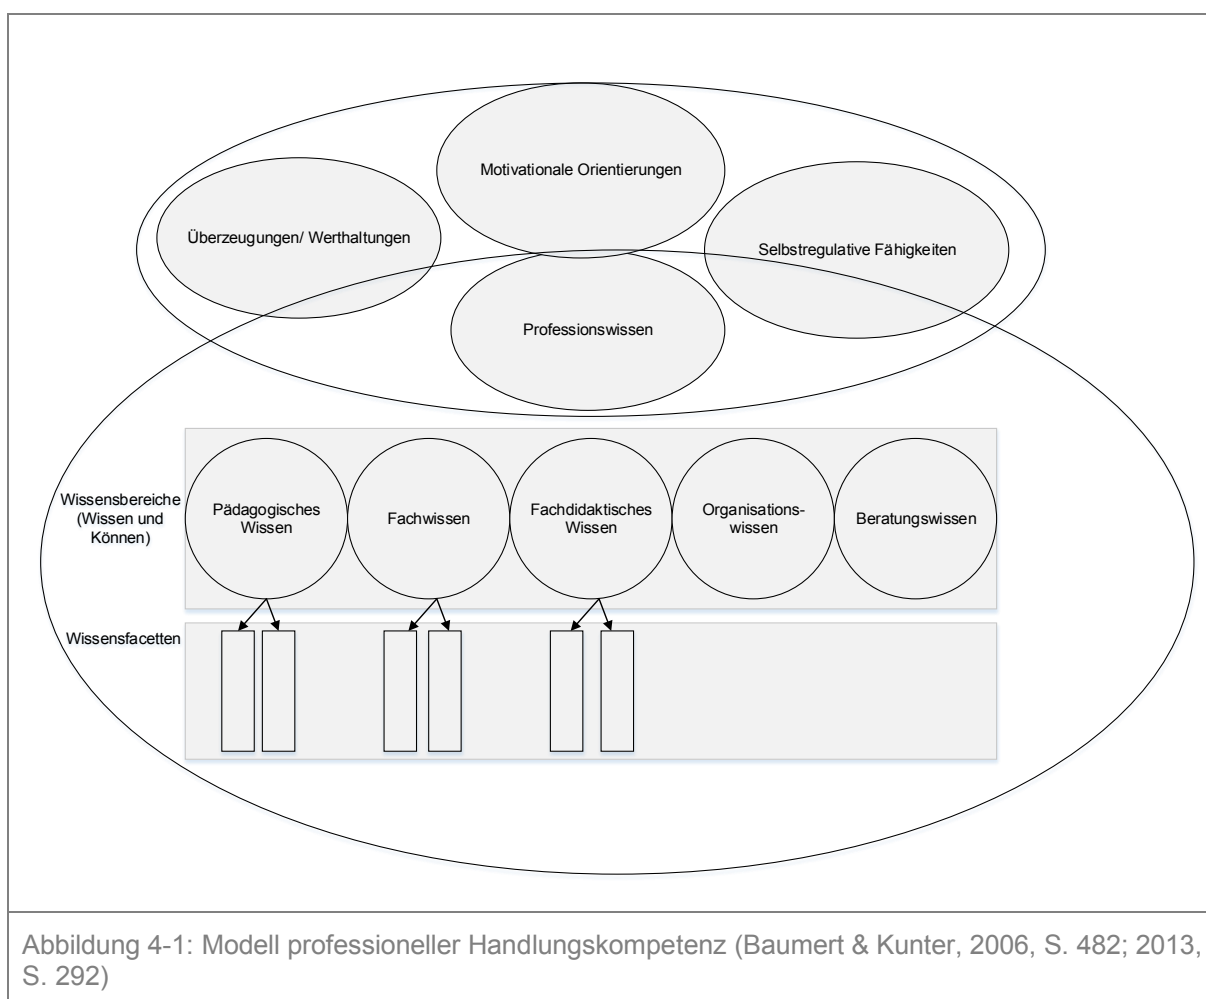 Motivationale Orientierungen
Überzeugungen/ Werthaltungen
Selbstregulative Fähigkeiten
Professionswissen
Wissensbereiche
(Wissen und
Können)
Pädagogisches
Wissen
Fachwissen
Fachdidaktisches
Wissen
Organisations-
wissen
Beratungswissen
Wissensfacetten
Abbildung 4-1: Modell professioneller Handlungskompetenz (Baumert & Kunter, 2006, S. 482; 2013,
S. 292)